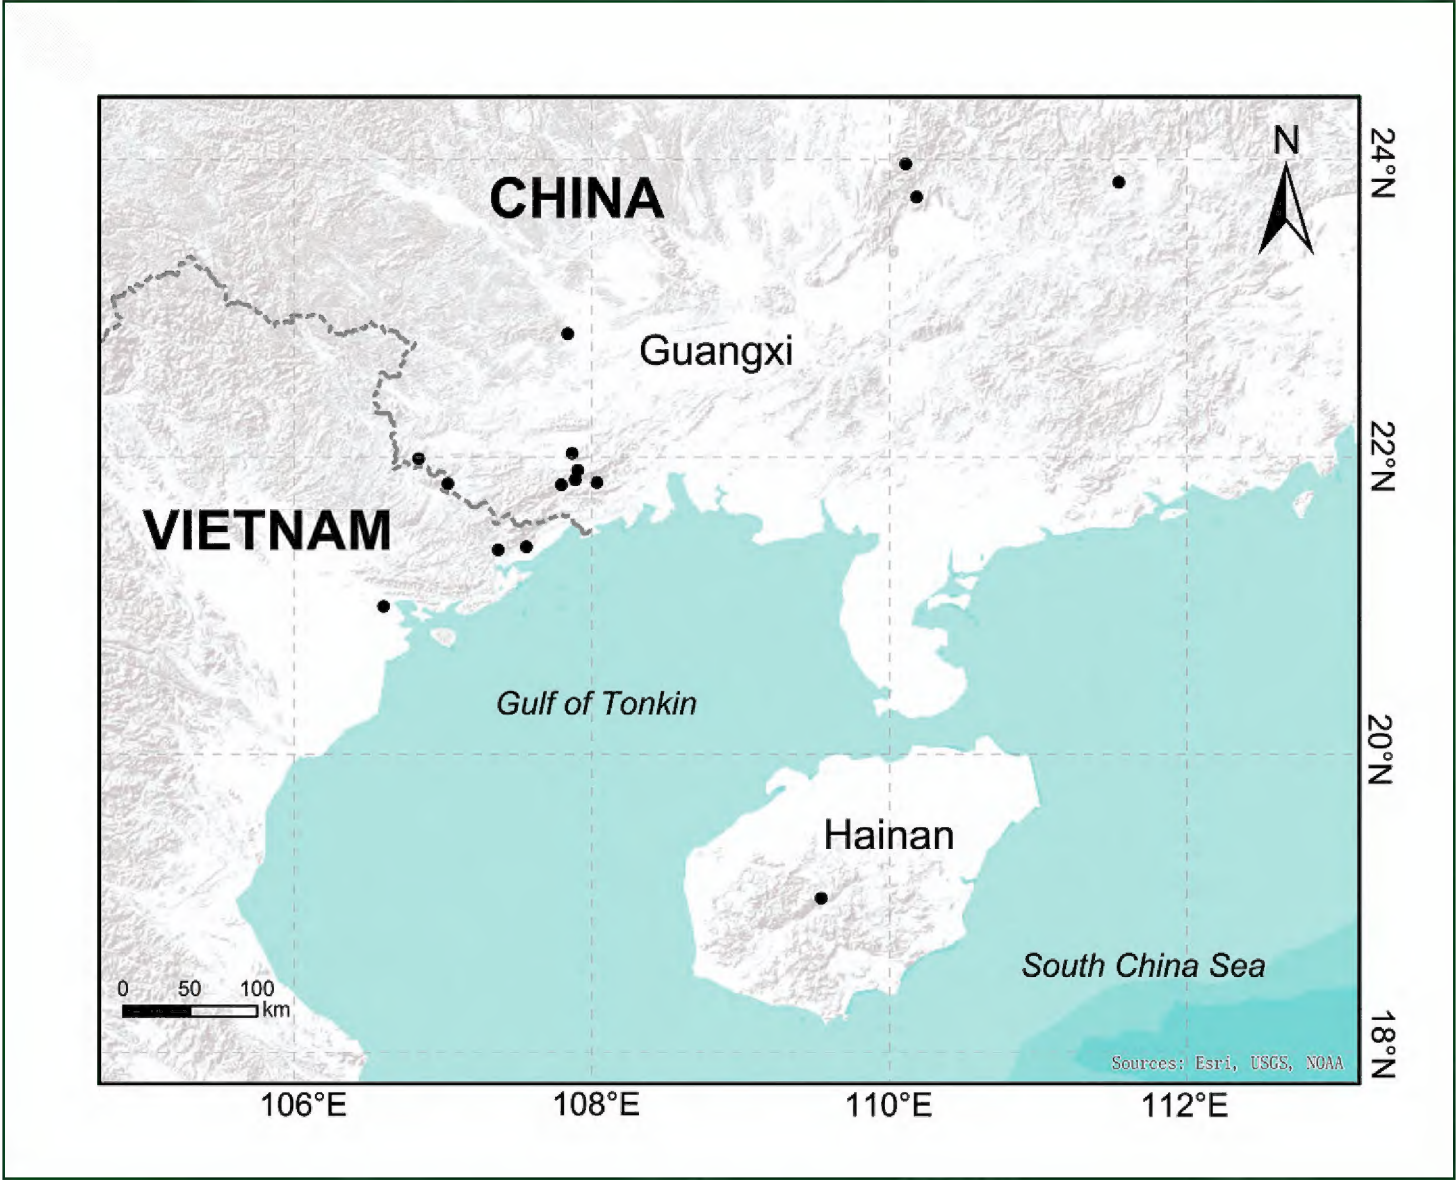 N
24°N
CHINA
Guangxi
22°N
VIETNAM
Gulf of Tonkin
20°N
Hainan
South China Sea
0 50 100
km
18°N
Sources: Esri, USGS, NOAA
106°E 108°E 110°E 112°E